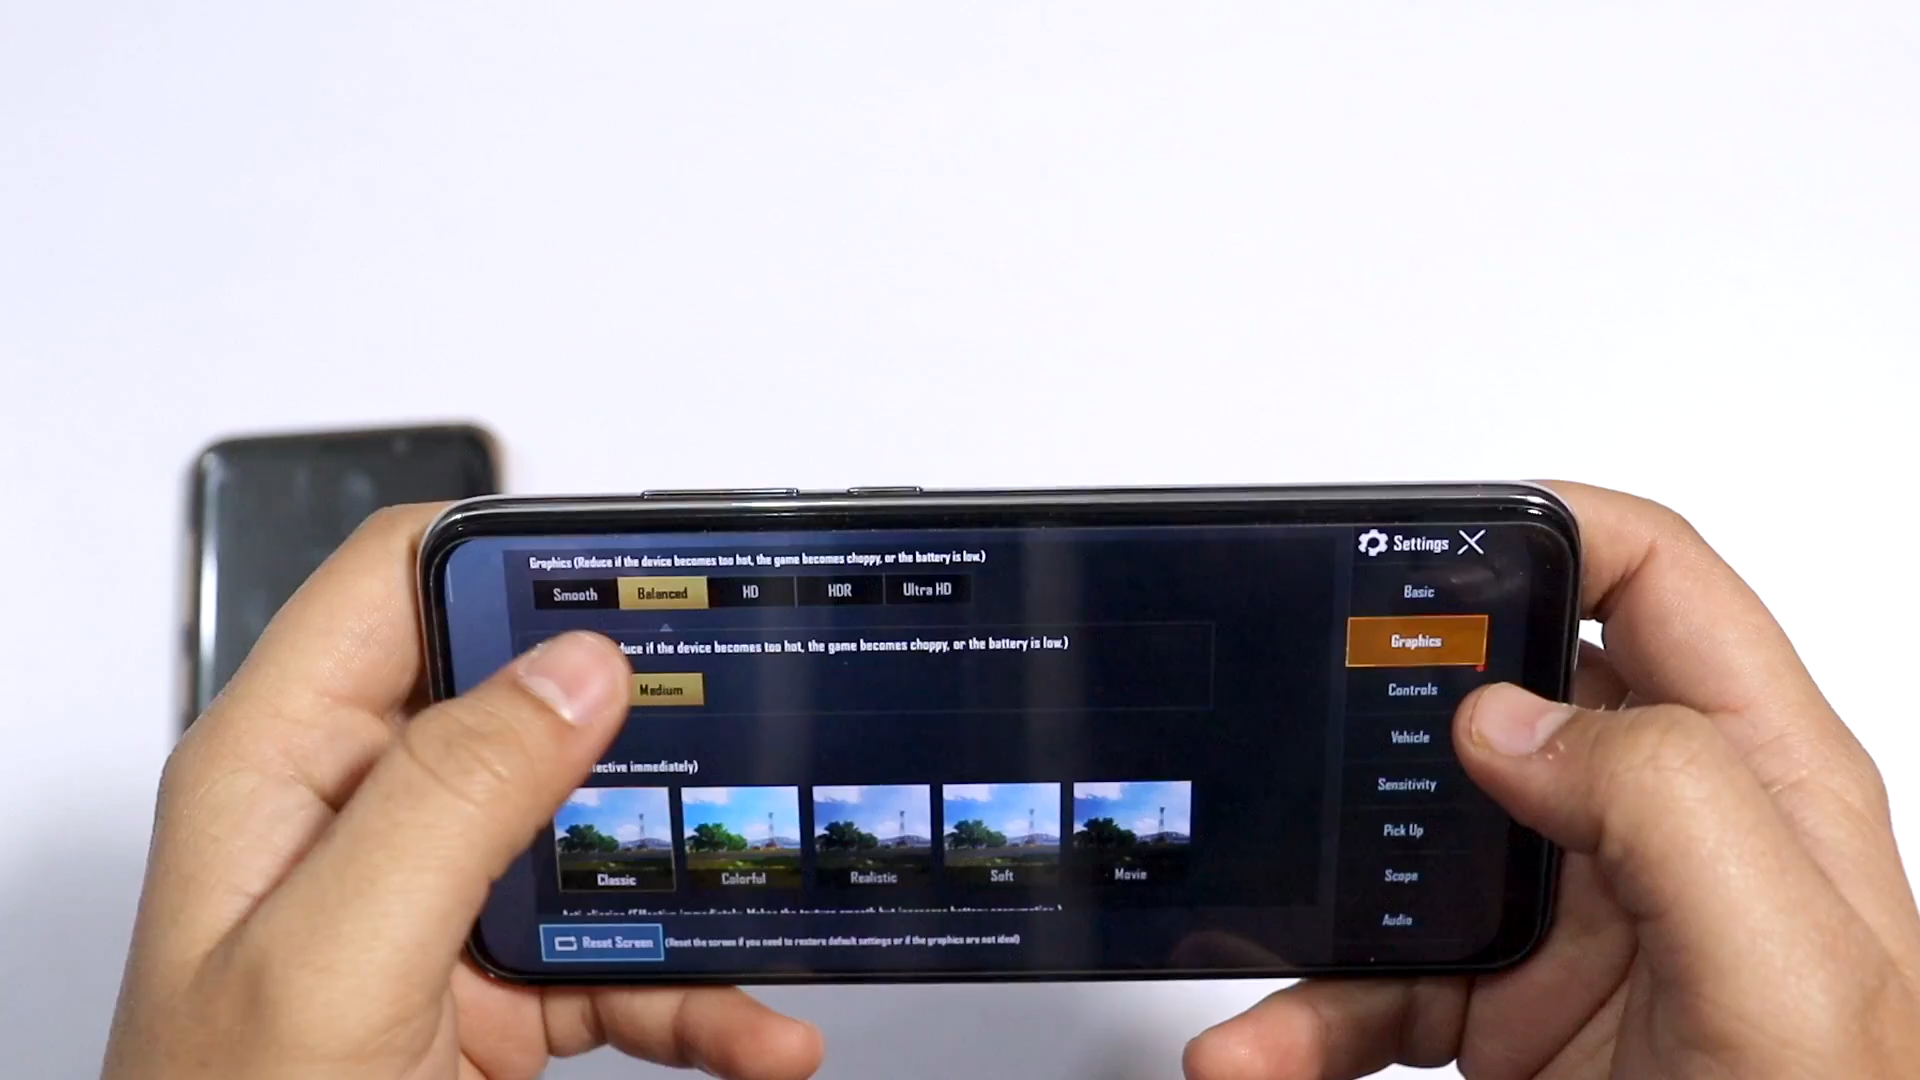 Settings
Graphics (Reduce if the device becomes too hot, the game becomes choppy, or the battery is low.)
Smooth Balanced HD HDR Ultra HD
duce if the device becomes too hot, the game becomes choppy, or the battery is low.)
Medium
fective immediately)
Classic Colorful Realistic Soft Movie
Reset Screen (Reset the screen if you need to restore default settings or if the graphics are not ideal)
Basic
Graphics
Controls
Vehicle
Sensitivity
Pick Up
Scope
Audio